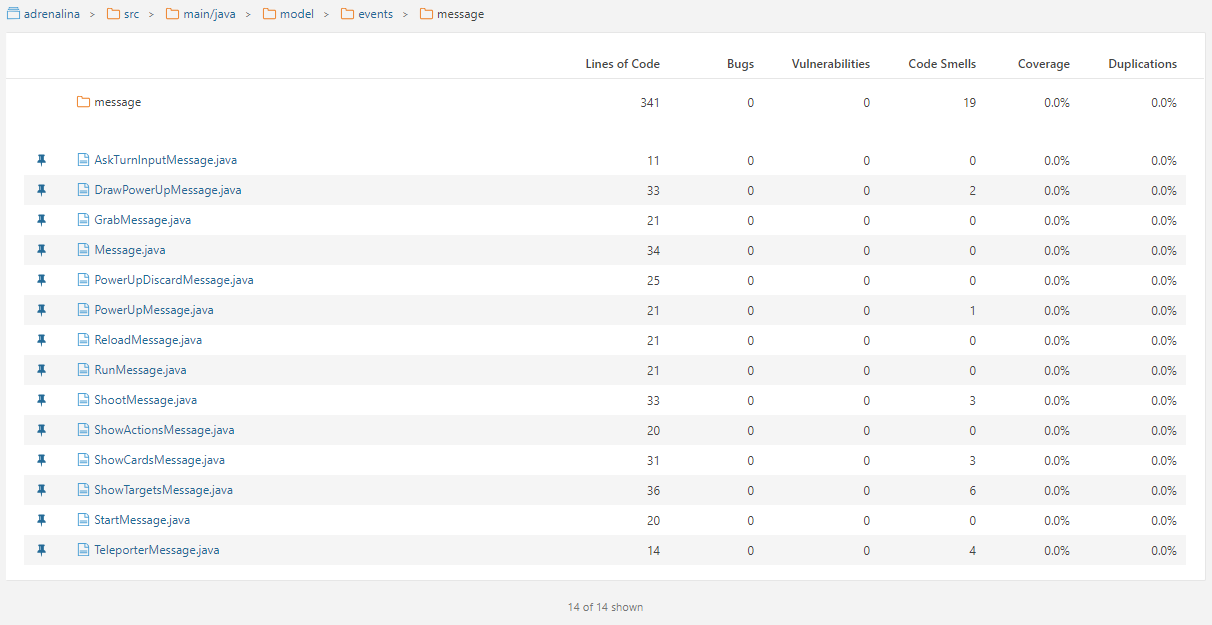 adrenalina > src > main/java > model > events > message
Lines of Code Bugs Vulnerabilities Code Smells Coverage Duplications
message 341 0 0 19 0.0% 0.0%
AskTurnInputMessage.java 11 0 0 0 0.0% 0.0%
DrawPowerUpMessage.java 33 0 0 2 0.0% 0.0%
GrabMessage.java 21 0 0 0 0.0% 0.0%
Message.java 34 0 0 0 0.0% 0.0%
PowerUpDiscardMessage.java 25 0 0 0 0.0% 0.0%
PowerUpMessage.java 21 0 0 1 0.0% 0.0%
ReloadMessage.java 21 0 0 0 0.0% 0.0%
RunMessage.java 21 0 0 0 0.0% 0.0%
ShootMessage.java 33 0 0 3 0.0% 0.0%
ShowActionsMessage.java 20 0 0 0 0.0% 0.0%
ShowCardsMessage.java 31 0 0 3 0.0% 0.0%
ShowTargetsMessage.java 36 0 0 6 0.0% 0.0%
StartMessage.java 20 0 0 0 0.0% 0.0%
TeleporterMessage.java 14 0 0 4 0.0% 0.0%
14 of 14 shown